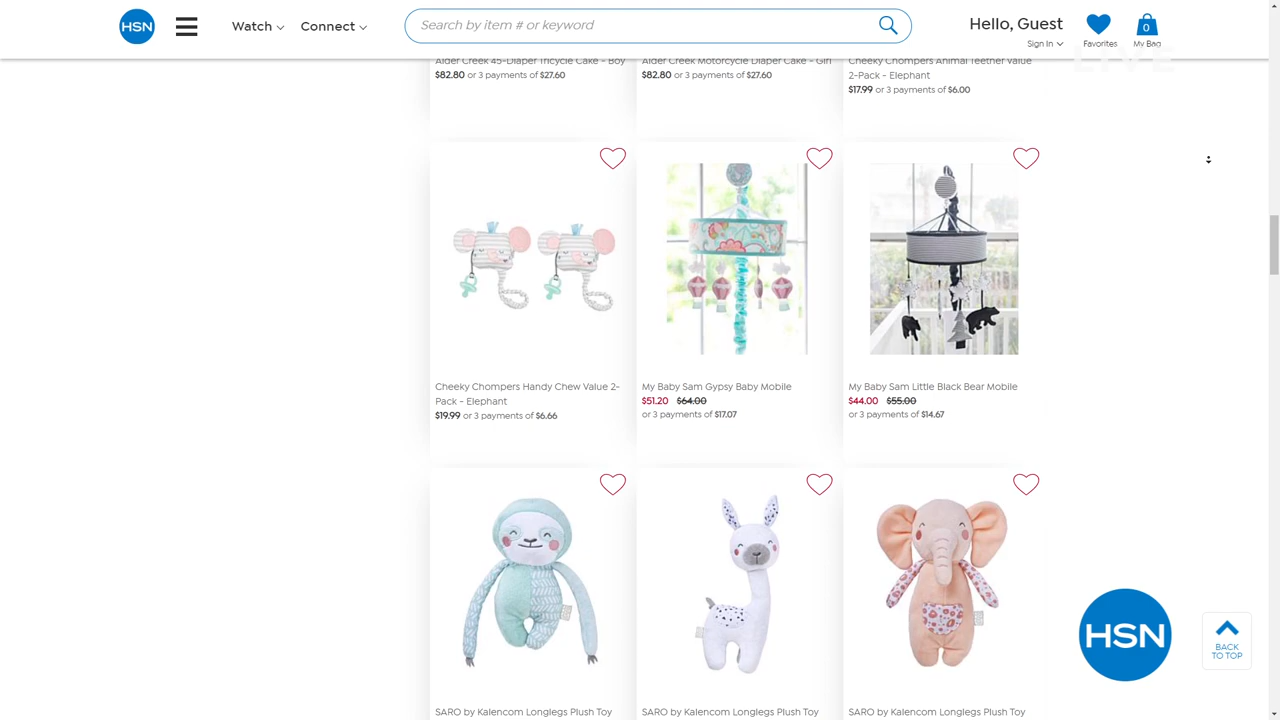 HSN
Watch
Connect
Search by item # or keyword
Hello, Guest
Sign In
Favorites
0
My Bag
LIVE
Alder Creek 45-Diaper Tricycle Cake - Boy
$82.80 or 3 payments of $27.60
Alder Creek Motorcycle Diaper Cake - Girl
$82.80 or 3 payments of $27.60
Cheeky Chompers Animal Teether Value
2-Pack - Elephant
$17.99 or 3 payments of $6.00
Cheeky Chompers Handy Chew Value 2-
Pack - Elephant
$19.99 or 3 payments of $6.66
My Baby Sam Gypsy Baby Mobile
$51.20 $64.00
or 3 payments of $17.07
My Baby Sam Little Black Bear Mobile
$44.00 $55.00
or 3 payments of $14.67
SARO by Kalencom Longlegs Plush Toy
SARO by Kalencom Longlegs Plush Toy
SARO by Kalencom Longlegs Plush Toy
HSN
BACK
TO TOP